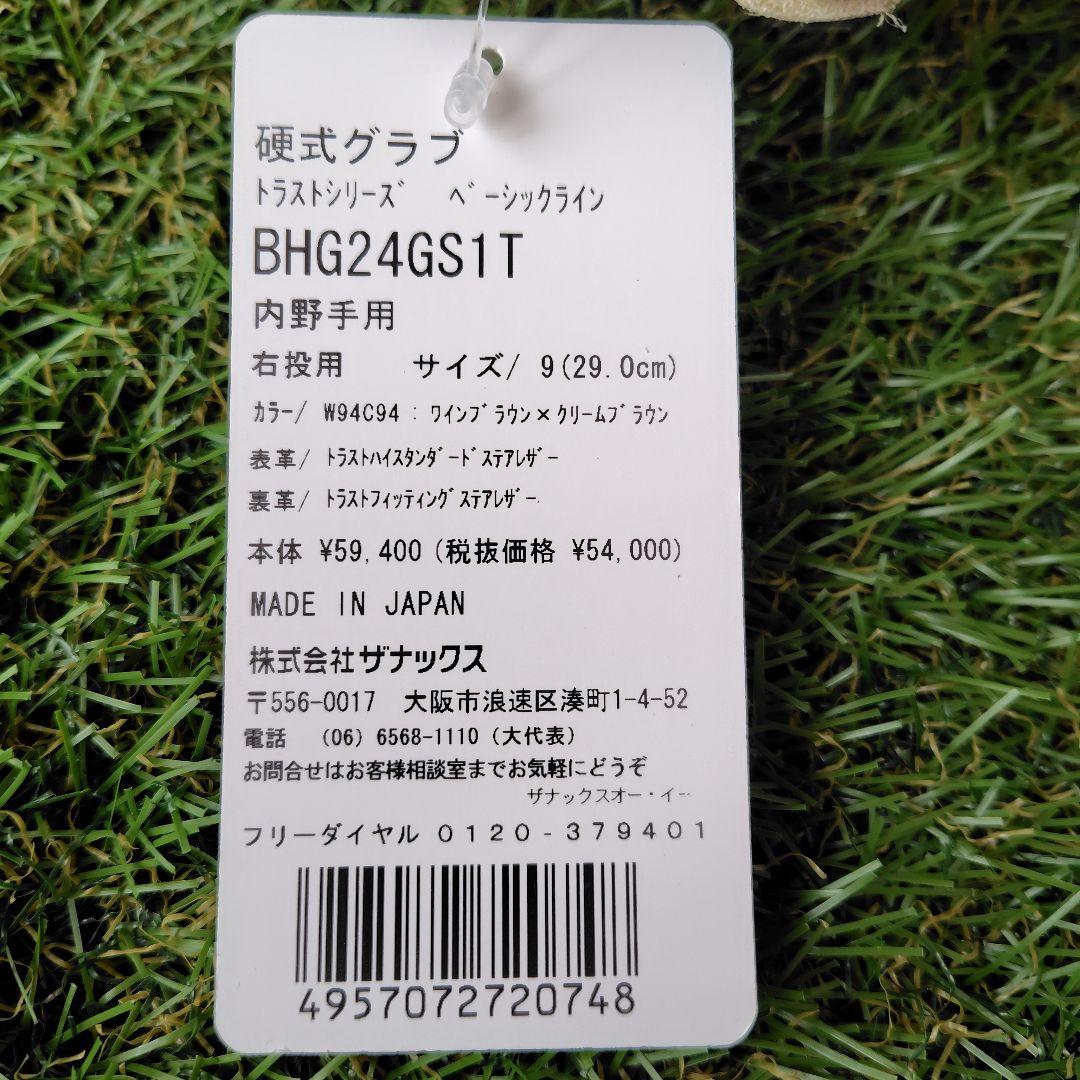 硬式グラブ
ﾄﾗｽﾄｼﾘｰｽﾞ ﾍﾞｰｼｯｸﾗｲﾝ
BHG24GS1T
内野手用
右投用 サイズ/ 9(29.0cm)
ｶﾗｰ/ W94C94 : ﾜｲﾝﾌﾞﾗｳﾝ×ｸﾘｰﾑﾌﾞﾗｳﾝ
表革/ ﾄﾗｽﾄﾊｲｽﾀﾝﾀﾞｰﾄﾞｽﾃｱﾚｻﾞｰ
裏革/ ﾄﾗｽﾄﾌｨｯﾃｨﾝｸﾞｽﾃｱﾚｻﾞｰ
本体 ¥59,400 (税抜価格 ¥54,000)
MADE IN JAPAN
株式会社ザナックス
〒556-0017 大阪市浪速区湊町1-4-52
電話 (06) 6568-1110 (大代表)
お問合せはお客様相談室までお気軽にどうぞ
ザナックスオー・イー
フリーダイヤル 0120-379401
4957072720748